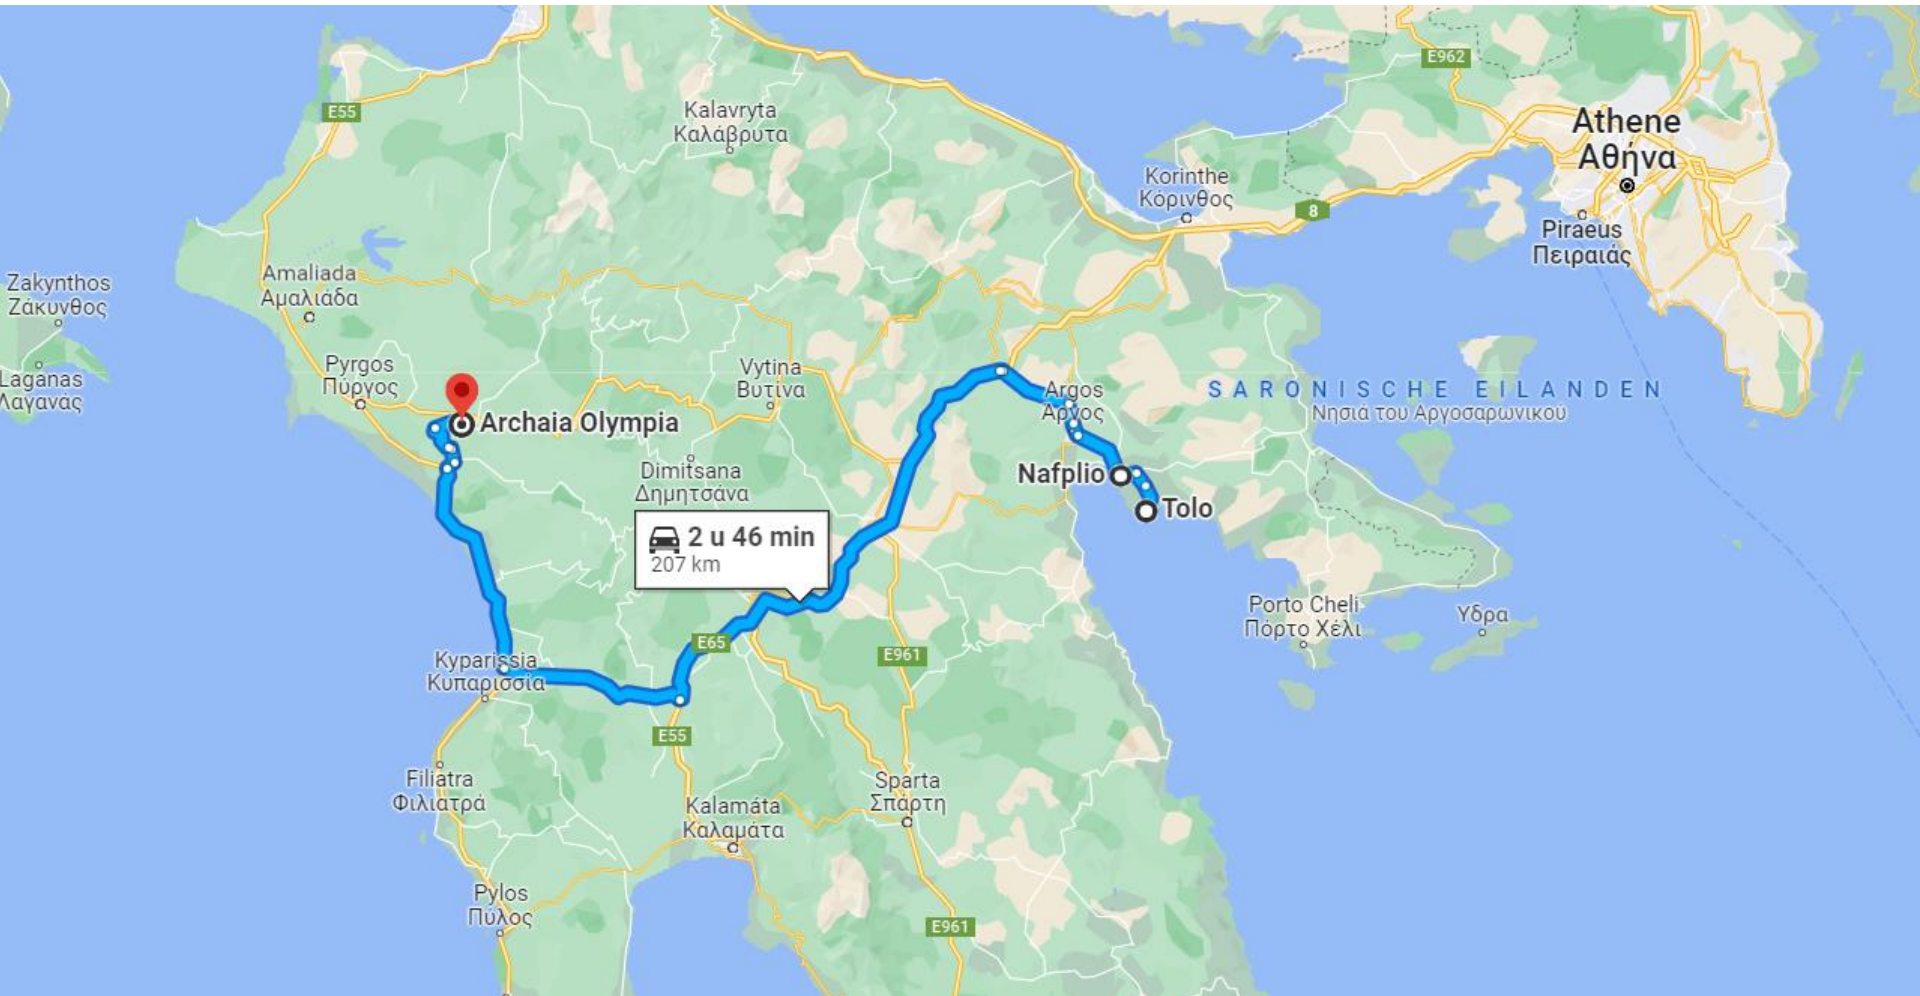 E962
Athene
Αθήνα
Kalavryta
Καλάβρυτα
E55
Korinthe
Κόρινθος
8
Piraeus
Πειραιάς
Zakynthos
Ζάκυνθος
Amaliada
Αμαλιάδα
Laganas
Λαγανάς
Pyrgos
Πύργος
Vytina
Βυτίνα
Argos
Άργος
SARONISCHE EILANDEN
Νησιά του Αργοσαρωνικού
Archaia Olympia
Dimitsana
Δημητσάνα
Nafplio
Tolo
2 u 46 min
207 km
Porto Cheli
Πόρτο Χέλι
Υδρα
E65
E961
Kyparissia
Κυπαρισσία
E55
Filiatra
Φιλιατρά
Sparta
Σπάρτη
Kalamáta
Καλαμάτα
Pylos
Πύλος
E961